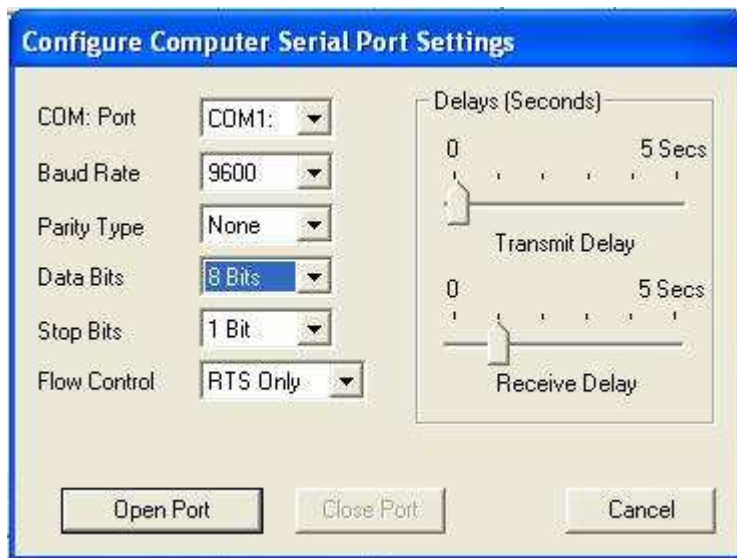 Configure Computer Serial Port Settings
COM: Port COM1:
Baud Rate 9600
Parity Type None
Data Bits 8 Bits
Stop Bits 1 Bit
Flow Control RTS Only
Delays (Seconds)
0 5 Secs
Transmit Delay
0 5 Secs
Receive Delay
Open Port Close Port Cancel